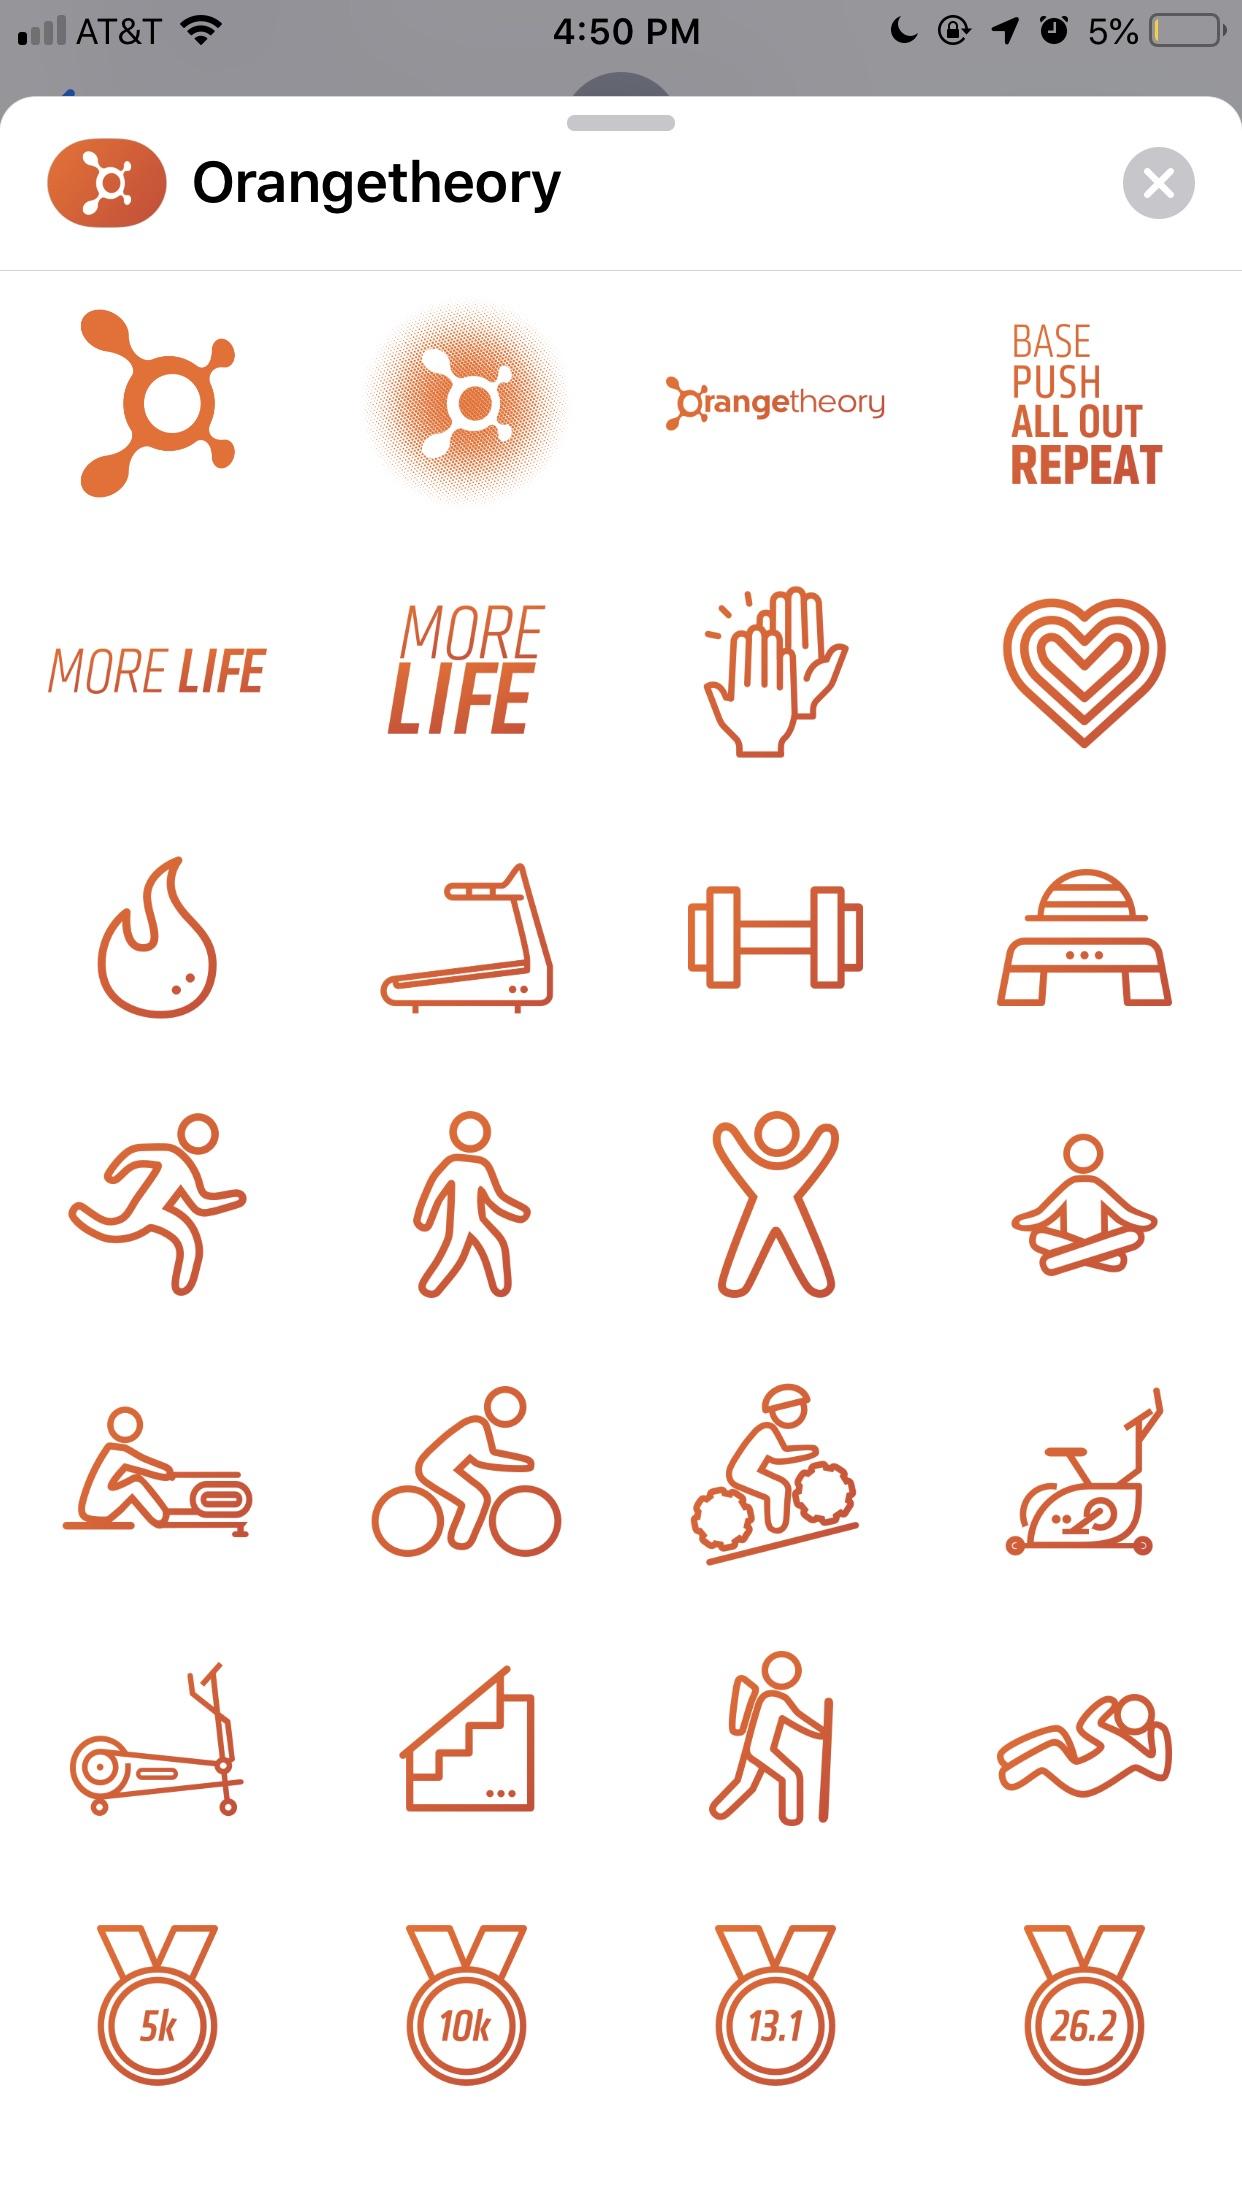 AT&T 4:50 PM 5%
Orangetheory
Orangetheory
BASE
PUSH
ALL OUT
REPEAT
MORE LIFE
MORE
LIFE
5k 10k 13.1 26.2